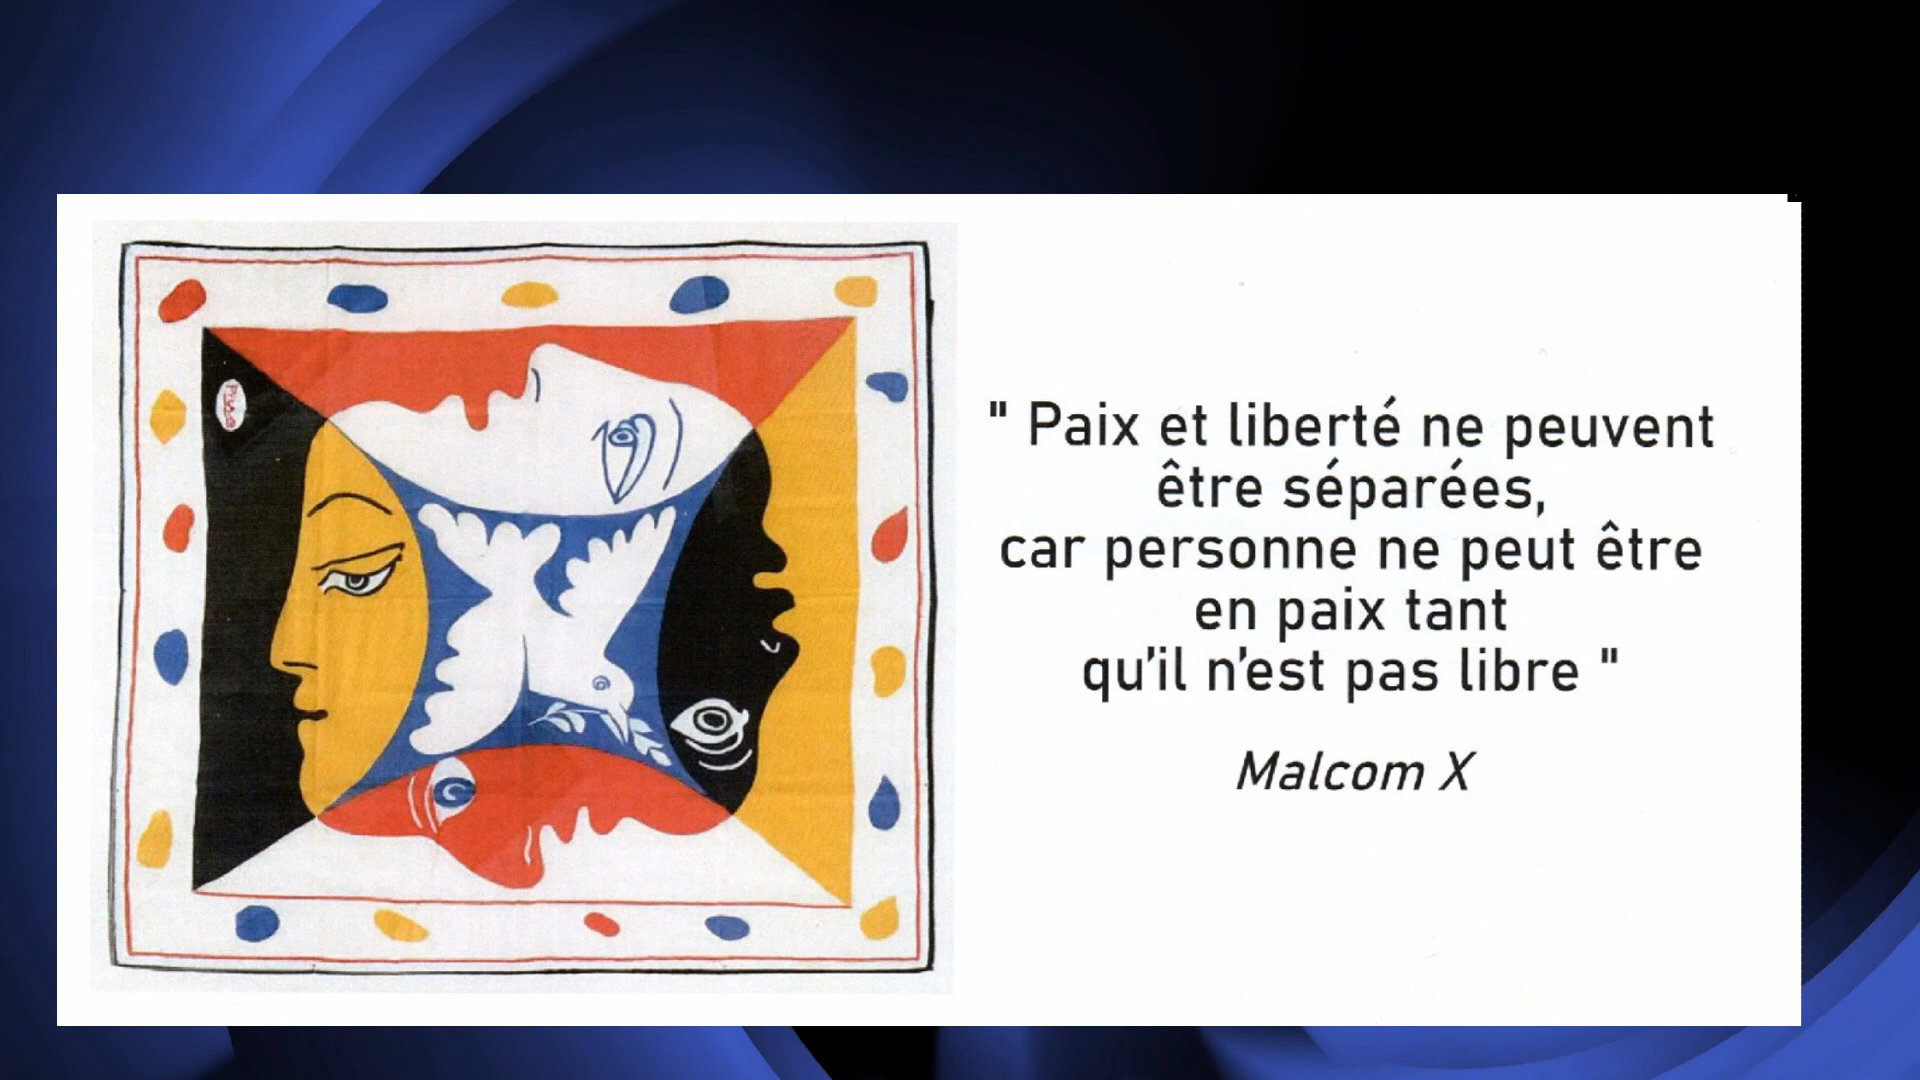 " Paix et liberté ne peuvent
être séparées,
car personne ne peut être
en paix tant
qu'il n'est pas libre "
Malcom X